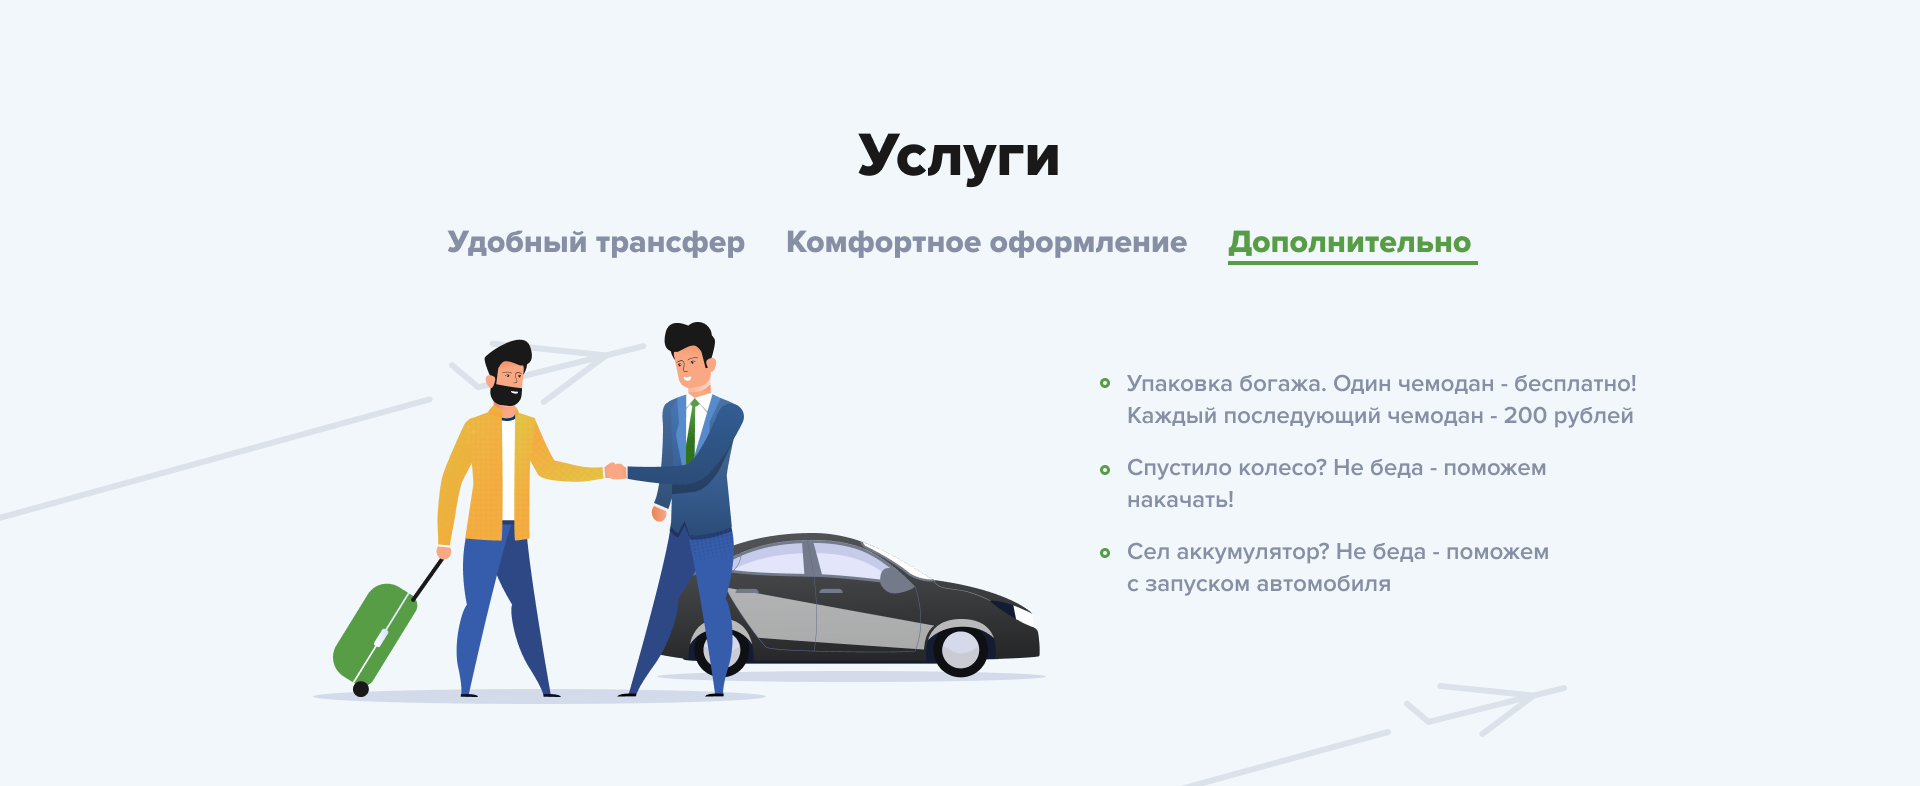 Услуги
Удобный трансфер Комфортное оформление Дополнительно
Упаковка богажа. Один чемодан - бесплатно!
Каждый последующий чемодан - 200 рублей
Спустило колесо? Не беда - поможем
накачать!
Сел аккумулятор? Не беда - поможем
с запуском автомобиля